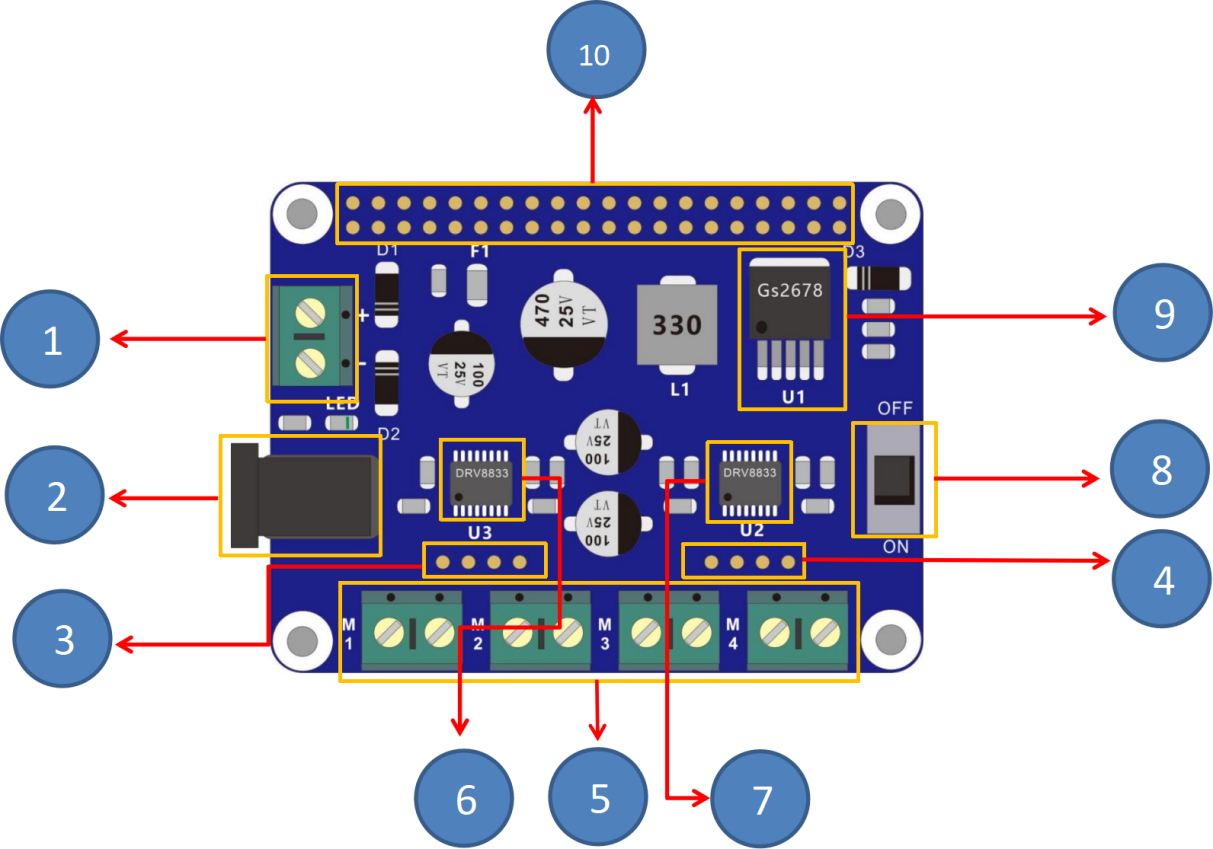 10
D1
F1
D3
Gs2678
470
25V
VT
330
+
1
100
25V
VT
-
L1
U1
9
LED
OFF
D2
VT
25V
100
DRV8833
DRV8833
8
2
VT
25V
100
U3
U2
ON
4
M
1
M
2
M
3
M
4
3
6
5
7